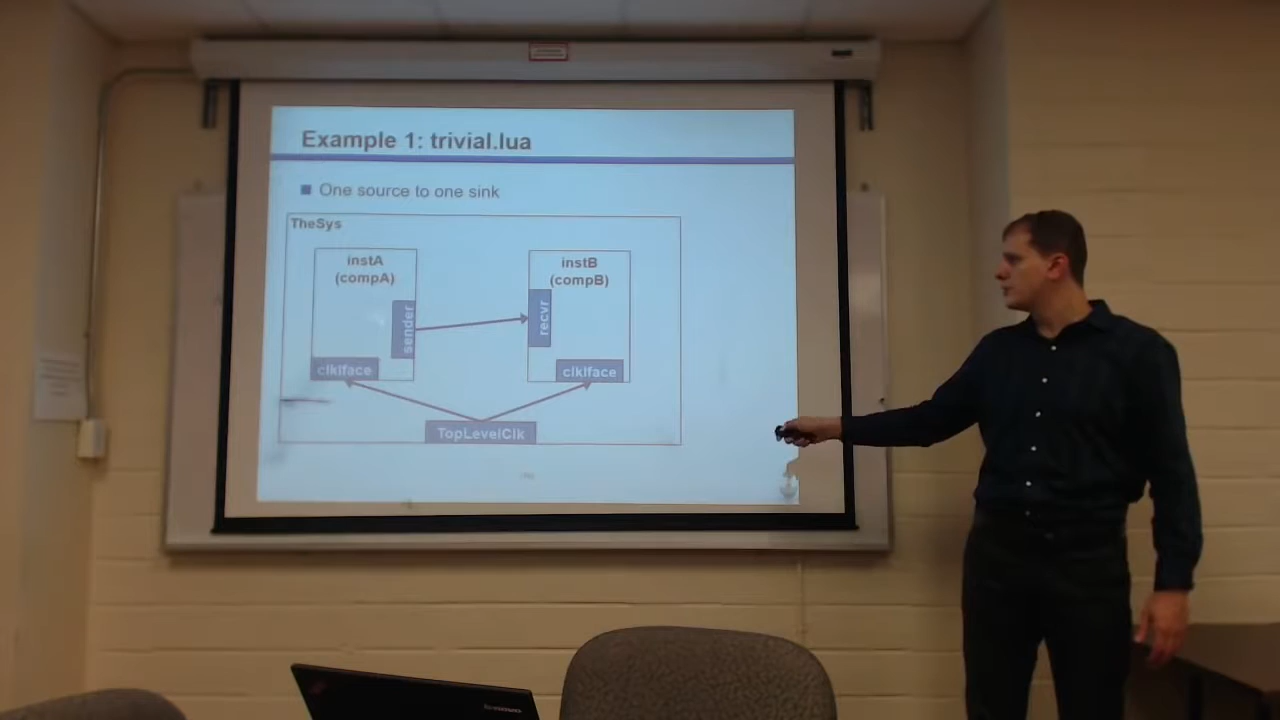 Example 1: trivial.lua
One source to one sink
TheSys
instA
(compA)
instB
(compB)
sender
recvr
clkIface
clkIface
TopLevelClk
lenovo